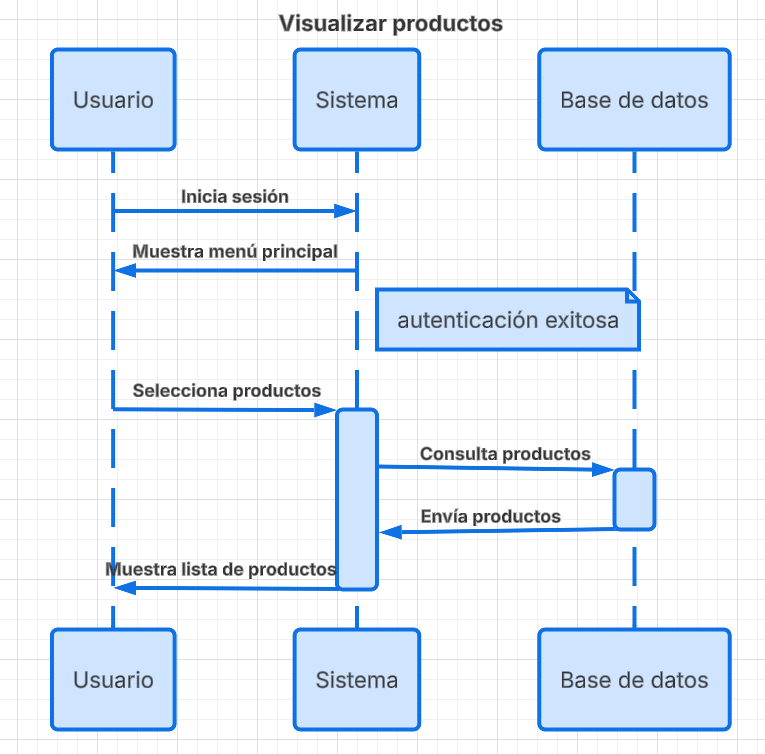 Visualizar productos
Usuario
Sistema
Base de datos
Inicia sesión
Muestra menú principal
autenticación exitosa
Selecciona productos
Consulta productos
Envía productos
Muestra lista de productos
Usuario
Sistema
Base de datos